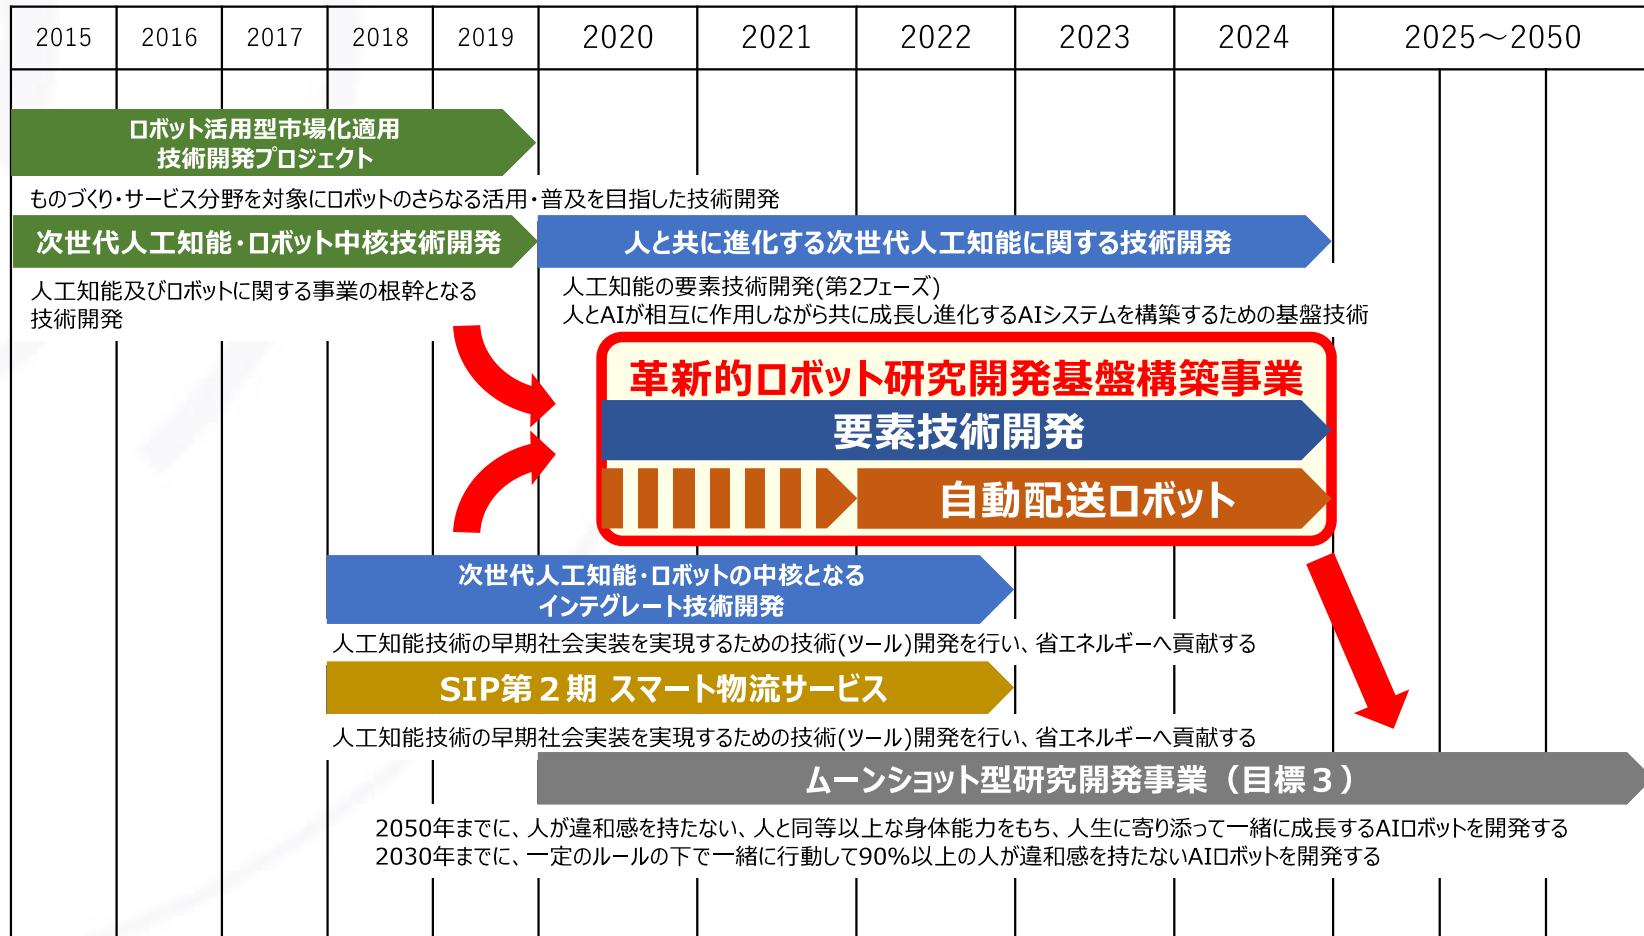 2015 2016 2017 2018 2019 2020 2021 2022 2023 2024 2025～2050
ロボット活用型市場化適用
技術開発プロジェクト
ものづくり・サービス分野を対象にロボットのさらなる活用・普及を目指した技術開発
次世代人工知能・ロボット中核技術開発
人と共に進化する次世代人工知能に関する技術開発
人工知能及びロボットに関する事業の根幹となる
技術開発
人工知能の要素技術開発(第2フェーズ)
人とAIが相互に作用しながら共に成長し進化するAIシステムを構築するための基盤技術
革新的ロボット研究開発基盤構築事業
要素技術開発
自動配送ロボット
次世代人工知能・ロボットの中核となる
インテグレート技術開発
人工知能技術の早期社会実装を実現するための技術(ツール)開発を行い、省エネルギーへ貢献する
SIP第２期 スマート物流サービス
人工知能技術の早期社会実装を実現するための技術(ツール)開発を行い、省エネルギーへ貢献する
ムーンショット型研究開発事業（目標３）
2050年までに、人が違和感を持たない、人と同等以上な身体能力をもち、人生に寄り添って一緒に成長するAIロボットを開発する
2030年までに、一定のルールの下で一緒に行動して90%以上の人が違和感を持たないAIロボットを開発する